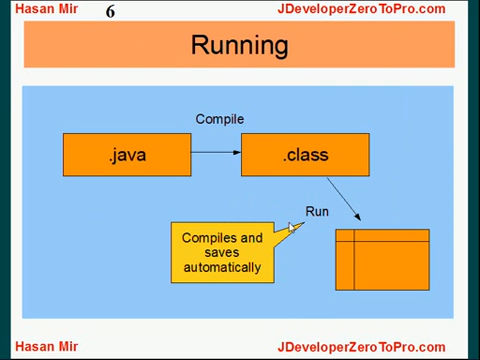 Hasan Mir
6
JDeveloperZeroToPro.com
Running
Compile
.java
.class
Run
Compiles and
saves
automatically
Hasan Mir
JDeveloperZeroToPro.com